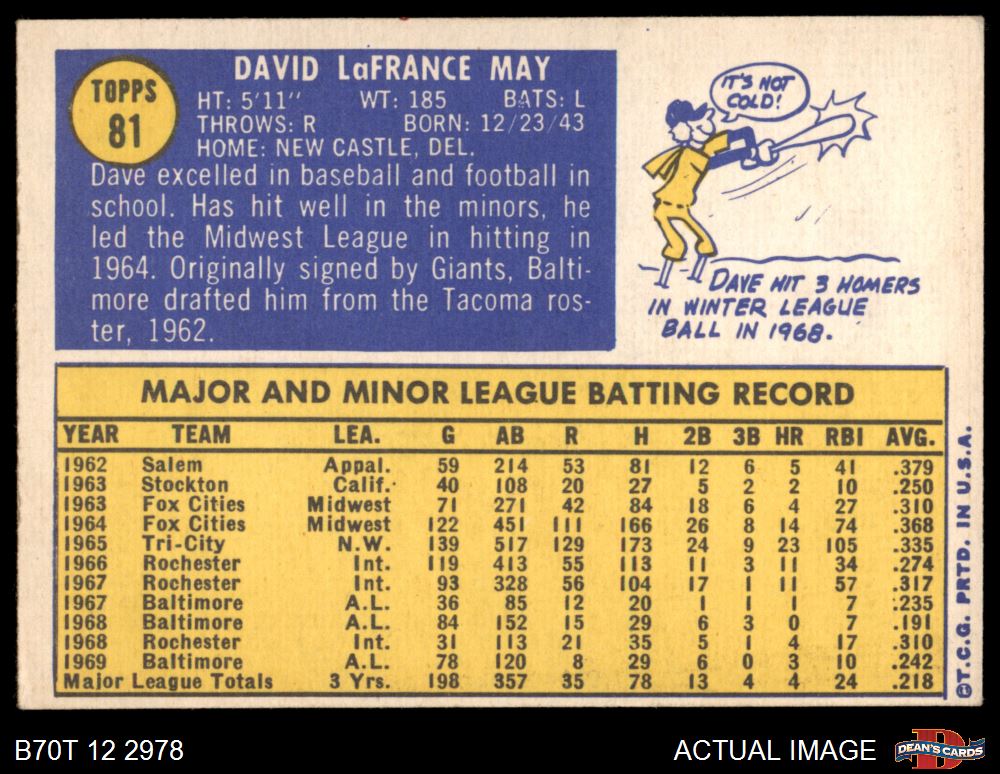 TOPPS
81
DAVID LaFRANCE MAY
HT: 5'11" WT: 185 BATS: L
THROWS: R BORN: 12/23/43
HOME: NEW CASTLE, DEL.
Dave excelled in baseball and football in
school. Has hit well in the minors, he
led the Midwest League in hitting in
1964. Originally signed by Giants, Balti-
more drafted him from the Tacoma ros-
ter, 1962.
IT'S NOT
COLD!
DAVE HIT 3 HOMERS
IN WINTER LEAGUE
BALL IN 1968.
MAJOR AND MINOR LEAGUE BATTING RECORD
YEAR TEAM LEA. G AB R H 2B 3B HR RBI AVG.
1962 Salem Appal. 59 214 53 81 12 6 5 41 .379
1963 Stockton Calif. 40 108 20 27 5 2 2 10 .250
1963 Fox Cities Midwest 71 271 42 84 18 6 4 27 .310
1964 Fox Cities Midwest 122 451 111 166 26 8 14 74 .368
1965 Tri-City N.W. 139 517 129 173 24 9 23 105 .335
1966 Rochester Int. 119 413 55 113 11 3 11 34 .274
1967 Rochester Int. 93 328 56 104 17 1 11 57 .317
1967 Baltimore A.L. 36 85 12 20 1 1 1 7 .235
1968 Baltimore A.L. 84 152 15 29 6 3 0 7 .191
1968 Rochester Int. 31 113 21 35 5 1 4 17 .310
1969 Baltimore A.L. 78 120 8 29 6 0 3 10 .242
Major League Totals 3 Yrs. 198 357 35 78 13 4 4 24 .218
©T.C.G. PRTD. IN U.S.A.
B70T 12 2978
ACTUAL IMAGE
DEAN'S CARDS